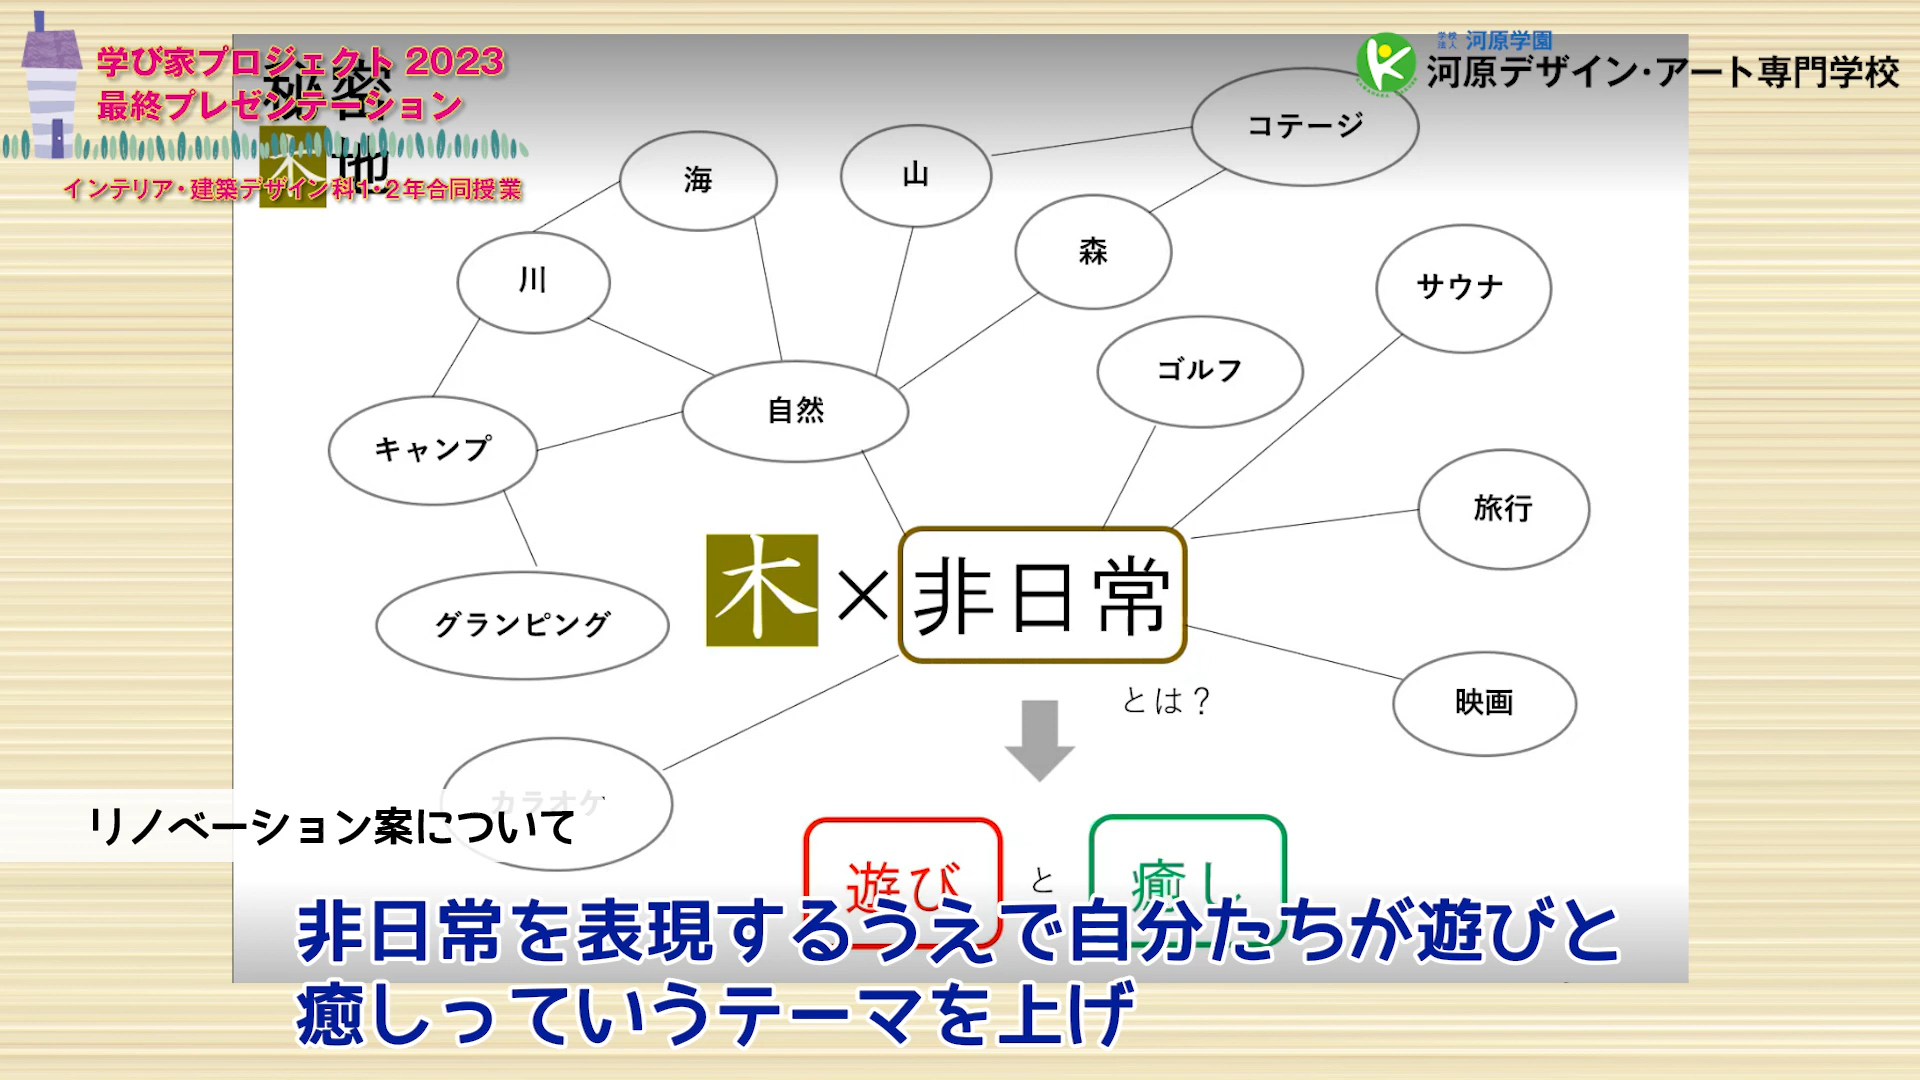 学び家プロジェクト 2023
最終プレゼンテーション
インテリア・建築デザイン科1・2年合同授業
秘密
木地
学校法人 河原学園
河原デザイン・アート専門学校
コテージ
海
山
森
川
サウナ
ゴルフ
自然
キャンプ
旅行
木×非日常
グランピング
とは？
映画
カラオケ
リノベーション案について
遊び と 癒し
非日常を表現するうえで自分たちが遊びと
癒しっていうテーマを上げ